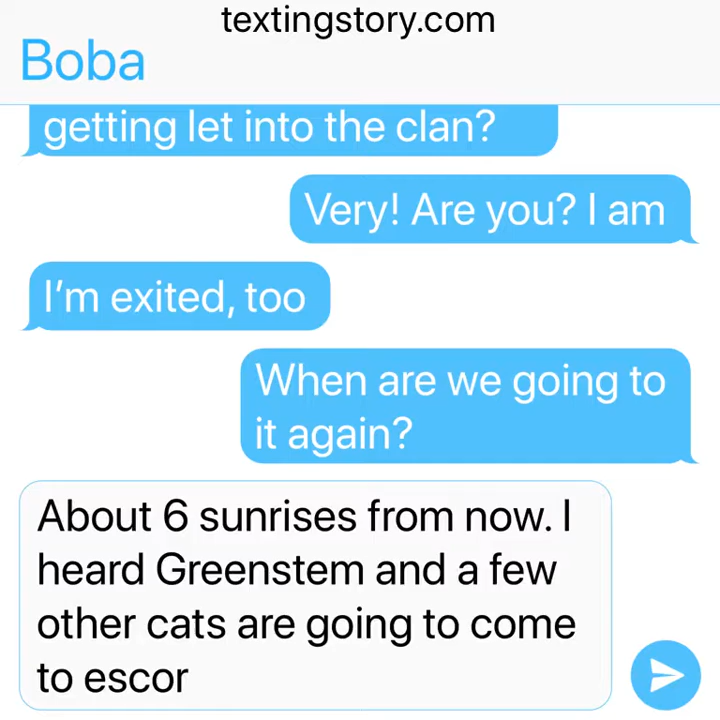 textingstory.com
Boba
getting let into the clan?
Very! Are you? I am
I'm exited, too
When are we going to
it again?
About 6 sunrises from now. I
heard Greenstem and a few
other cats are going to come
to escor